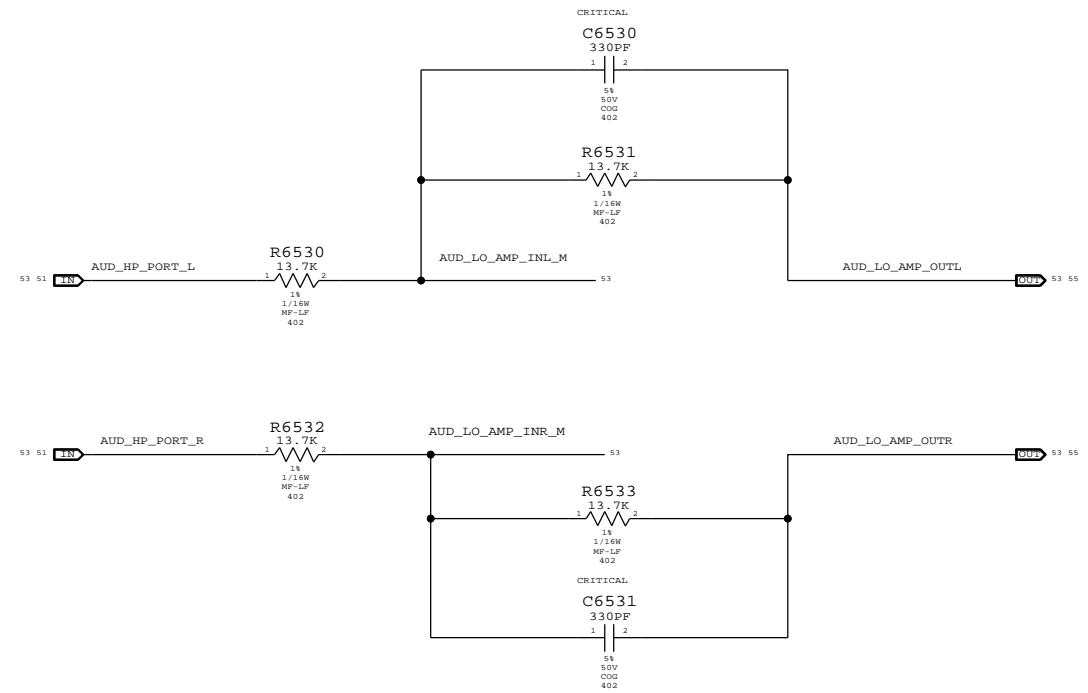 CRITICAL
C6530
330PF
1 2
5%
50V
COG
402
R6531
13.7K
1 2
1%
1/16W
MF-LF
402
R6530
13.7K
53 51 IN AUD_HP_PORT_L
1 2
1%
1/16W
MF-LF
402
AUD_LO_AMP_INL_M
53
AUD_LO_AMP_OUTL
OUT 53 55
R6532
13.7K
53 51 IN AUD_HP_PORT_R
1 2
1%
1/16W
MF-LF
402
AUD_LO_AMP_INR_M
53
AUD_LO_AMP_OUTR
OUT 53 55
R6533
13.7K
1 2
1%
1/16W
MF-LF
402
CRITICAL
C6531
330PF
1 2
5%
50V
COG
402